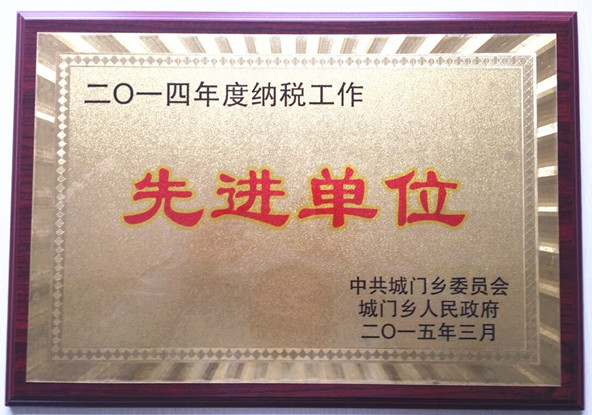 二〇一四年度纳税工作
先进单位
中共城门乡委员会
城门乡人民政府
二〇一五年三月